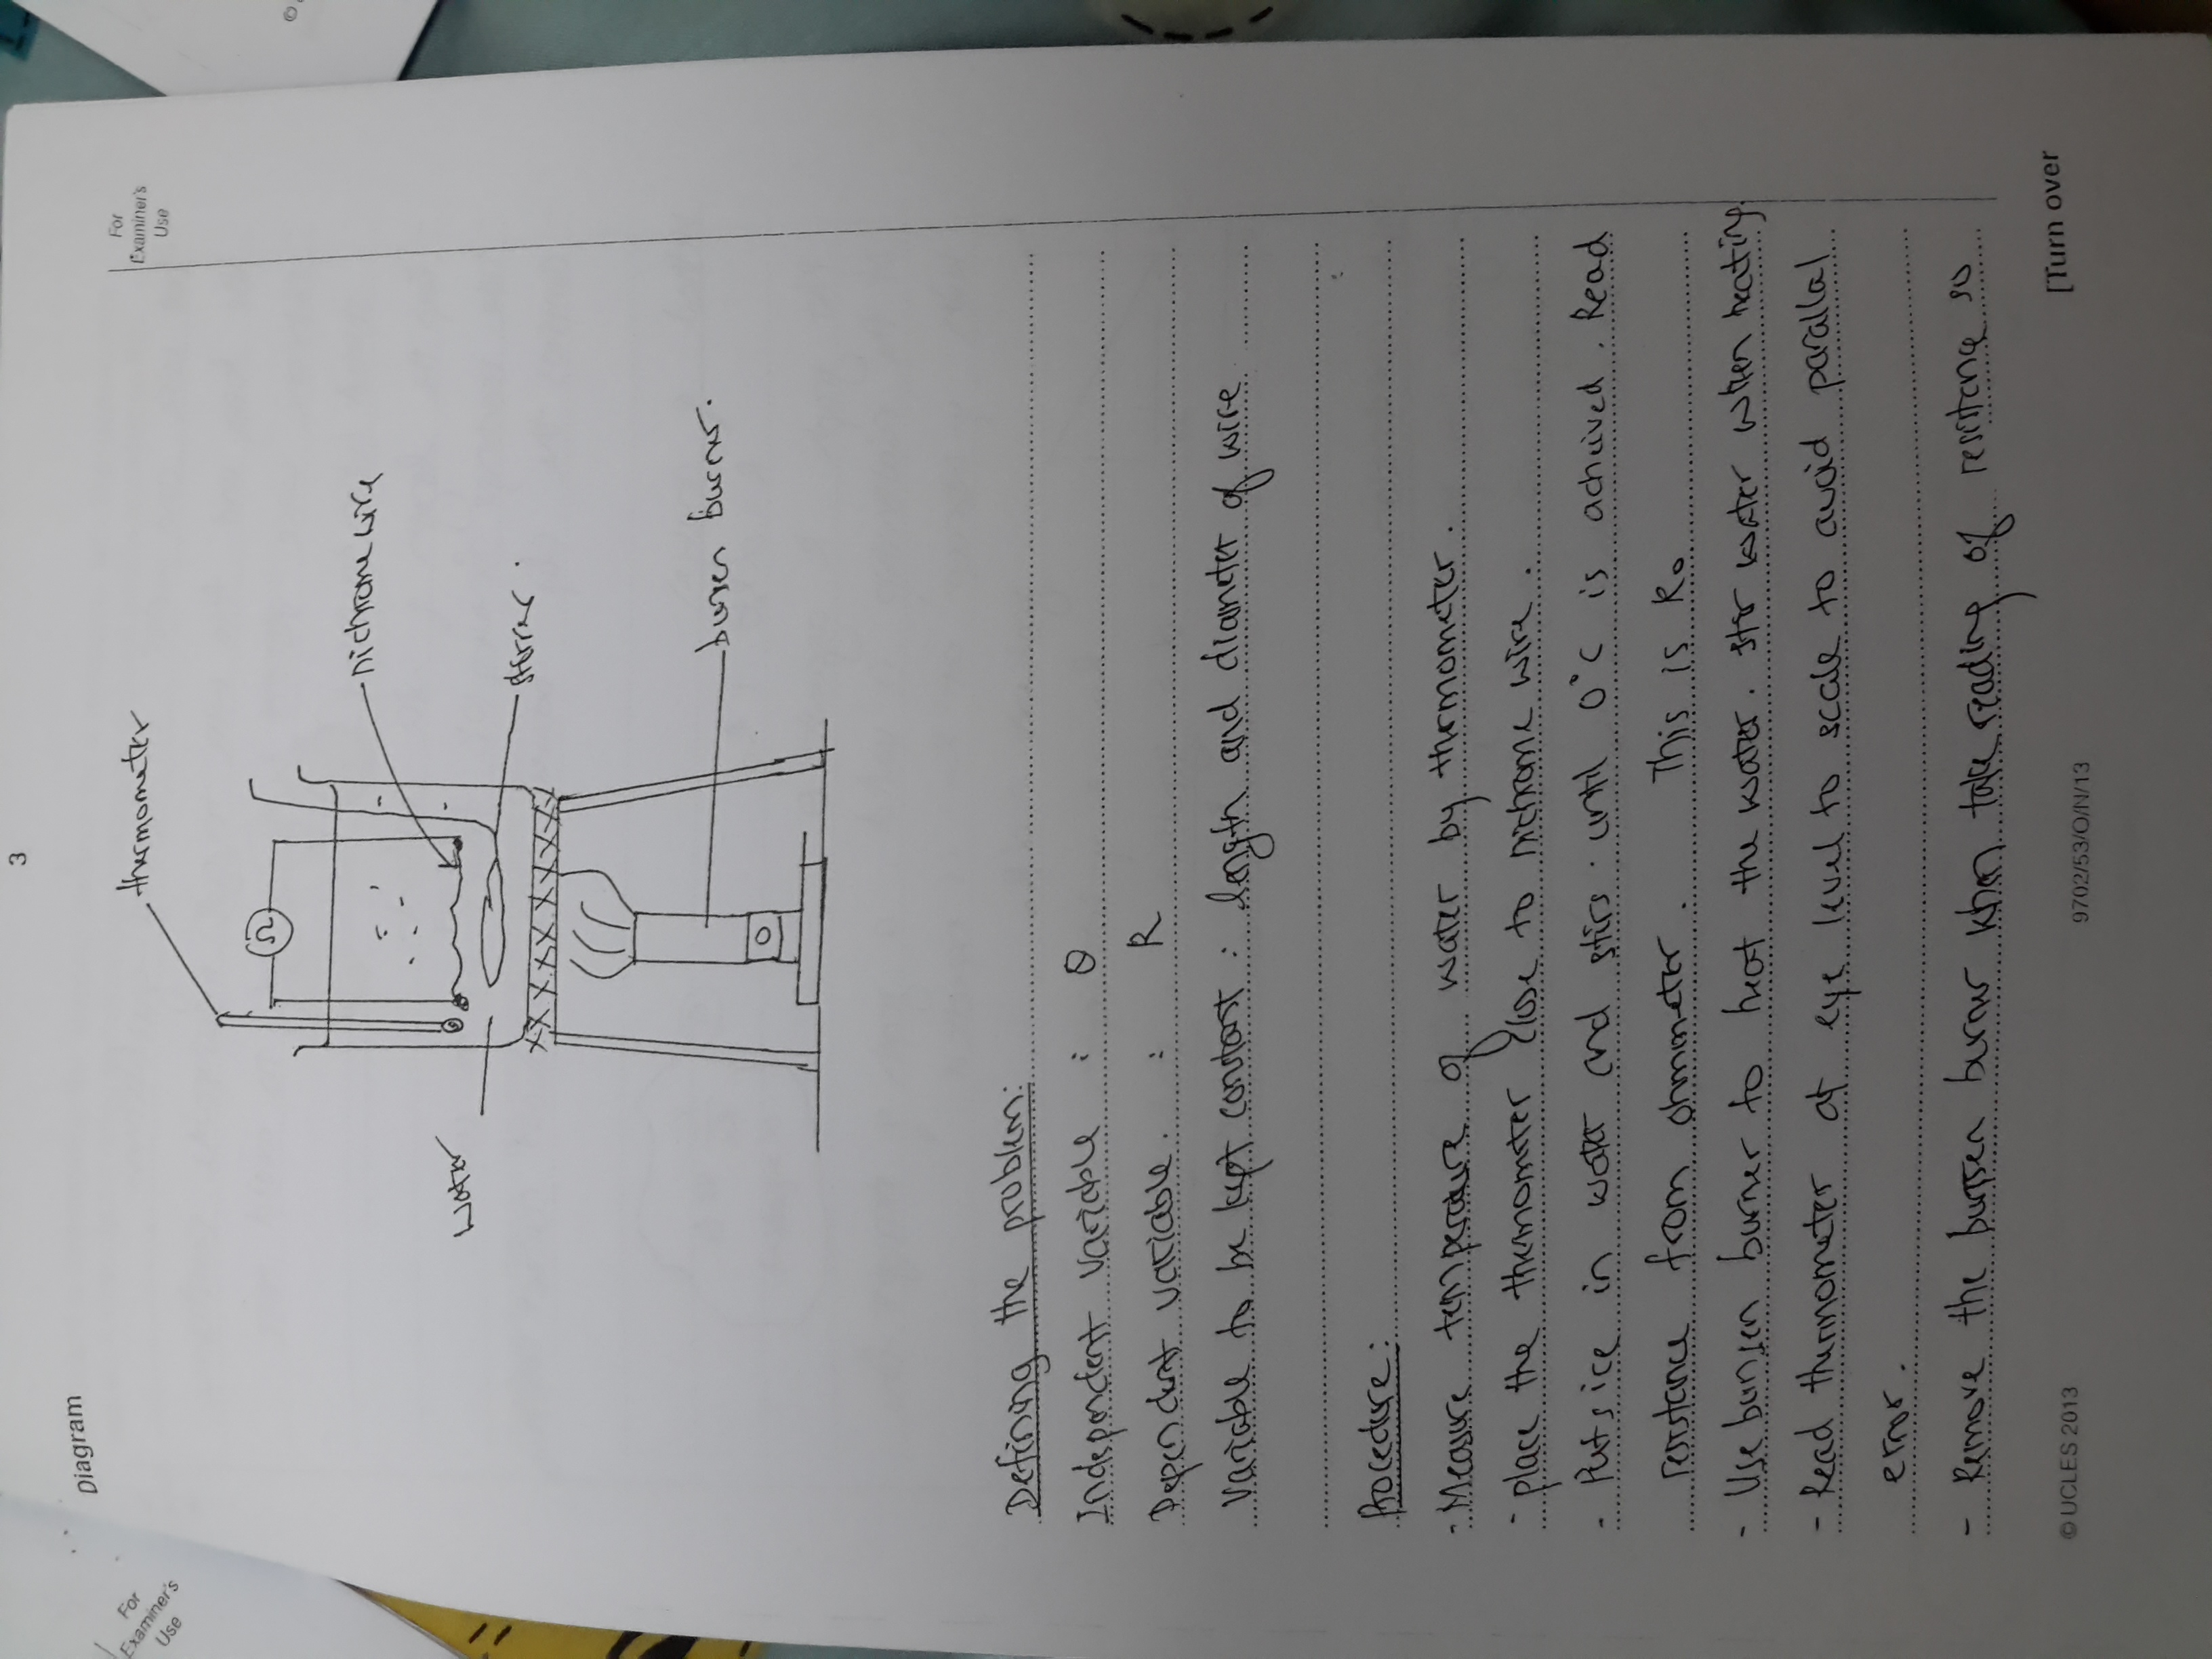 3
Diagram
For
Examiner's
Use
For
Examiner's
Use
thermometer
Ω
nichrome wire
water
stirrer.
bunsen burner.
Defining the problem:
Independent variable : θ
Dependent variable. : R
Variable to be kept constant : length and diameter of wire
Procedure:
- Measure temperature of water by thermometer.
- place the thermometer close to nichrome wire.
- Puts ice in water and stirs until 0°C is acheived. Read
resistance from ohmmeter. This is R₀
- Use bunsen burner to heat the water. stir water when heating.
- Read thermometer at eye level to scale to avoid parallal
error.
- Remove the bunsen burner when take reading of resistance so
© UCLES 2013
9702/53/O/N/13
[Turn over
©